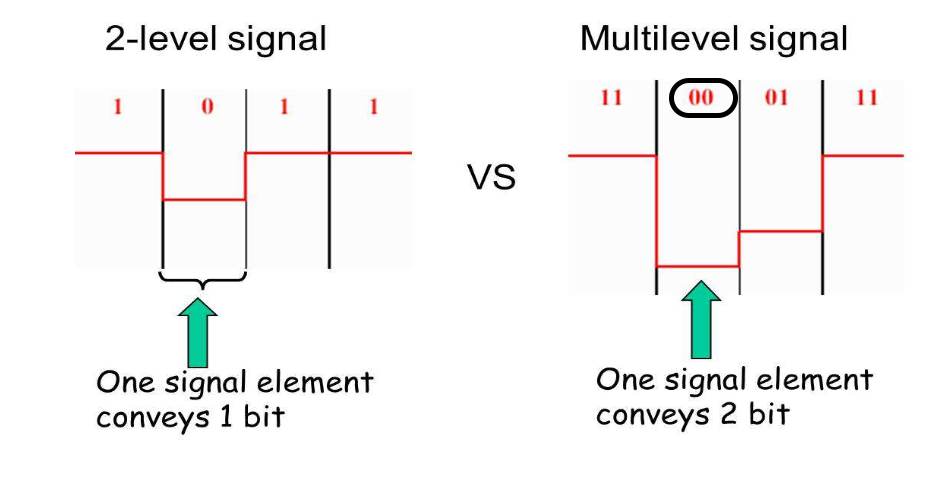 2-level signal
1 0 1 1
One signal element
conveys 1 bit
VS
Multilevel signal
11 00 01 11
One signal element
conveys 2 bit